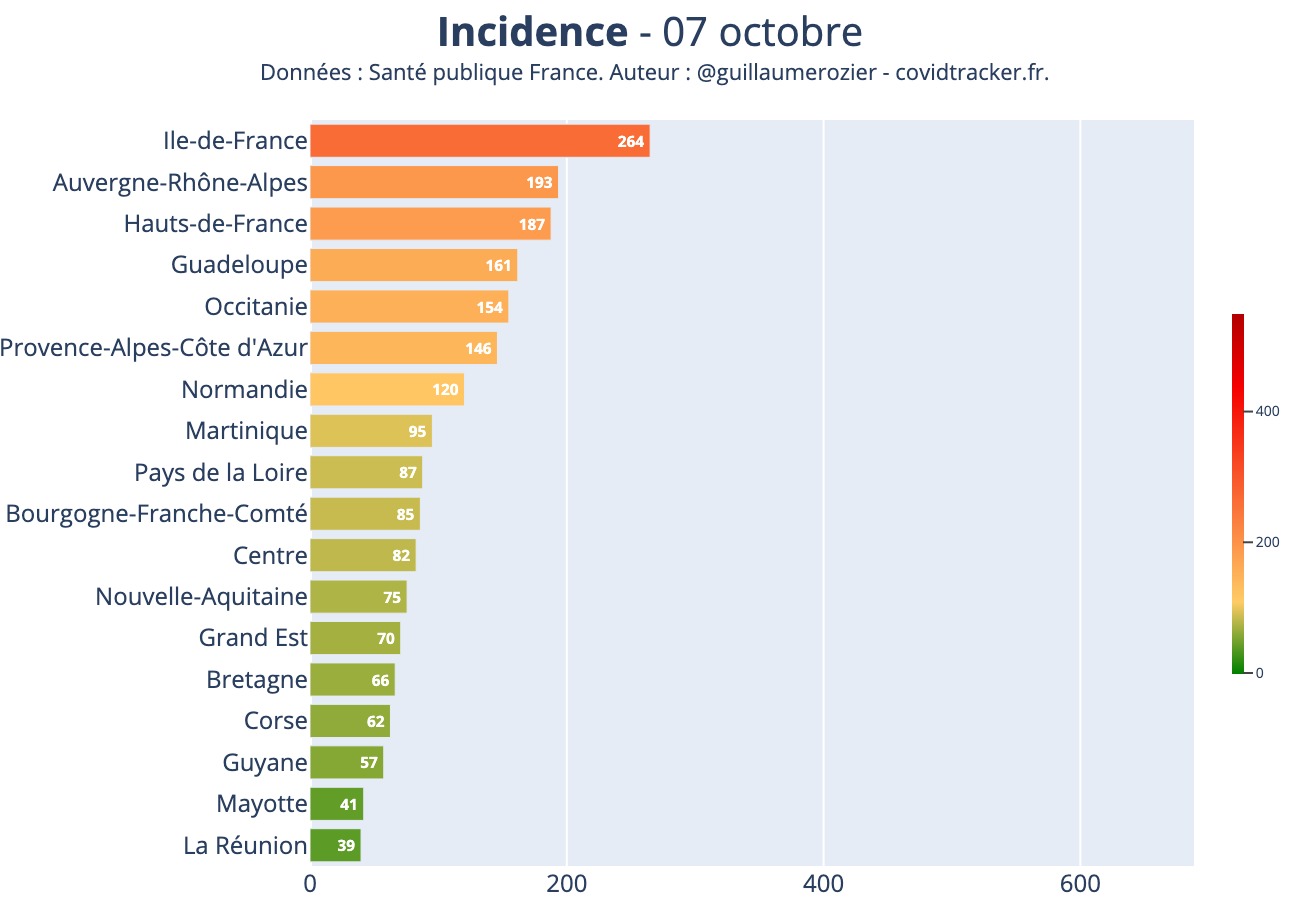 Incidence - 07 octobre
Données : Santé publique France. Auteur : @guillaumerozier - covidtracker.fr.
Ile-de-France 264
Auvergne-Rhône-Alpes 193
Hauts-de-France 187
Guadeloupe 161
Occitanie 154
Provence-Alpes-Côte d'Azur 146
Normandie 120
Martinique 95
Pays de la Loire 87
Bourgogne-Franche-Comté 85
Centre 82
Nouvelle-Aquitaine 75
Grand Est 70
Bretagne 66
Corse 62
Guyane 57
Mayotte 41
La Réunion 39
0 200 400 600
400
200
0